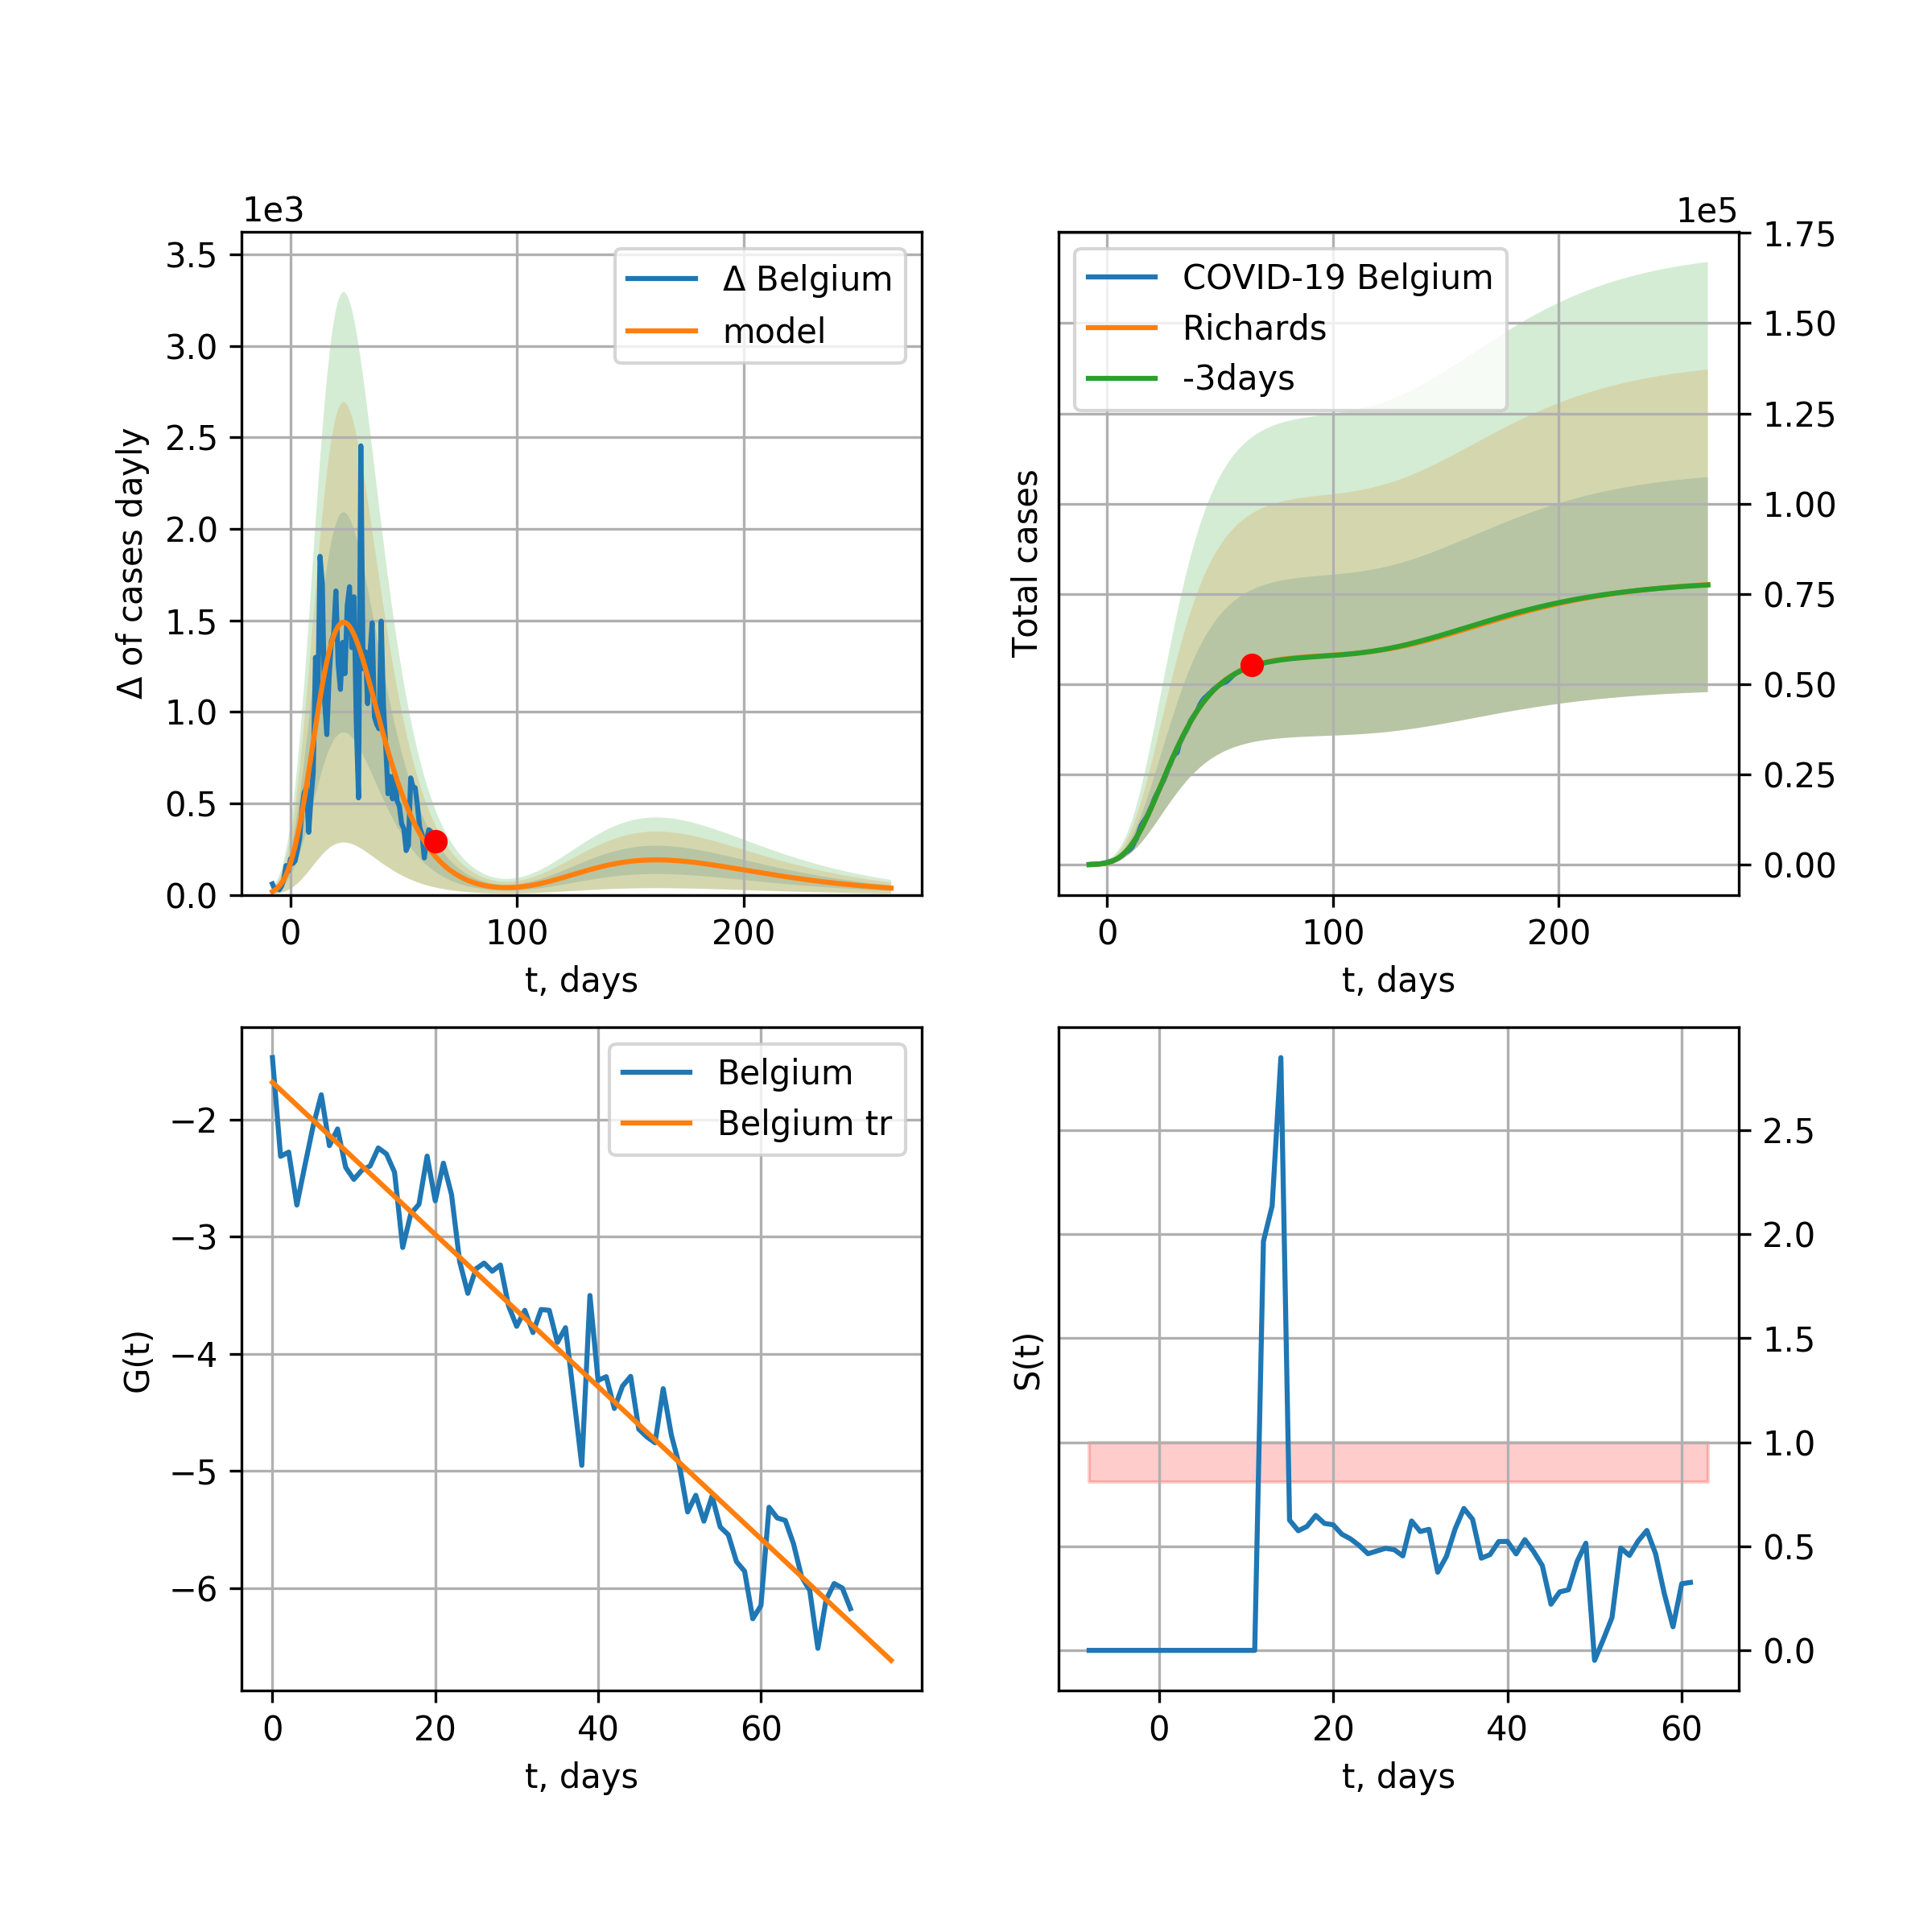 1e3
3.5
3.0
2.5
2.0
1.5
1.0
0.5
0.0
Δ of cases dayly
Δ Belgium
model
0 100 200
t, days
1e5
1.75
1.50
1.25
1.00
0.75
0.50
0.25
0.00
Total cases
COVID-19 Belgium
Richards
-3days
0 100 200
t, days
−2
−3
−4
−5
−6
G(t)
Belgium
Belgium tr
0 20 40 60
t, days
S(t)
2.5
2.0
1.5
1.0
0.5
0.0
0 20 40 60
t, days